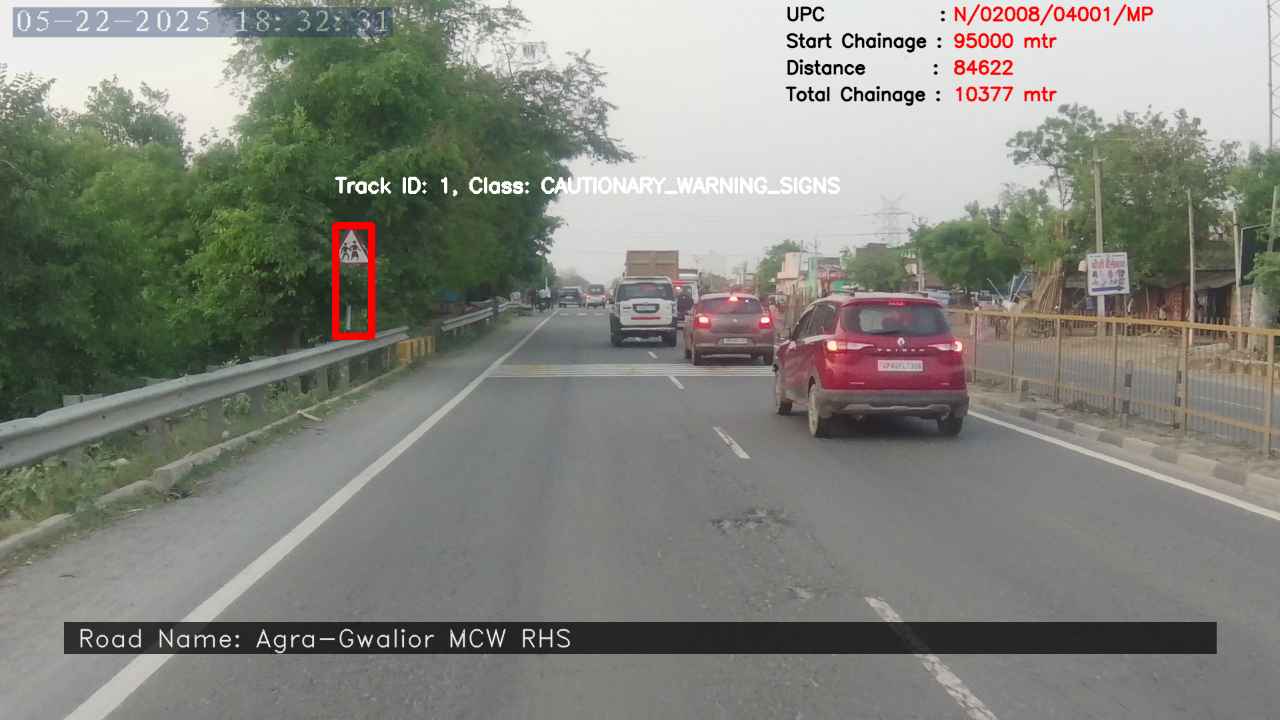 05-22-2025 18:32:31
UPC : N/02008/04001/MP
Start Chainage : 95000 mtr
Distance : 84622
Total Chainage : 10377 mtr
Track ID: 1, Class: CAUTIONARY_WARNING_SIGNS
Road Name: Agra-Gwalior MCW RHS